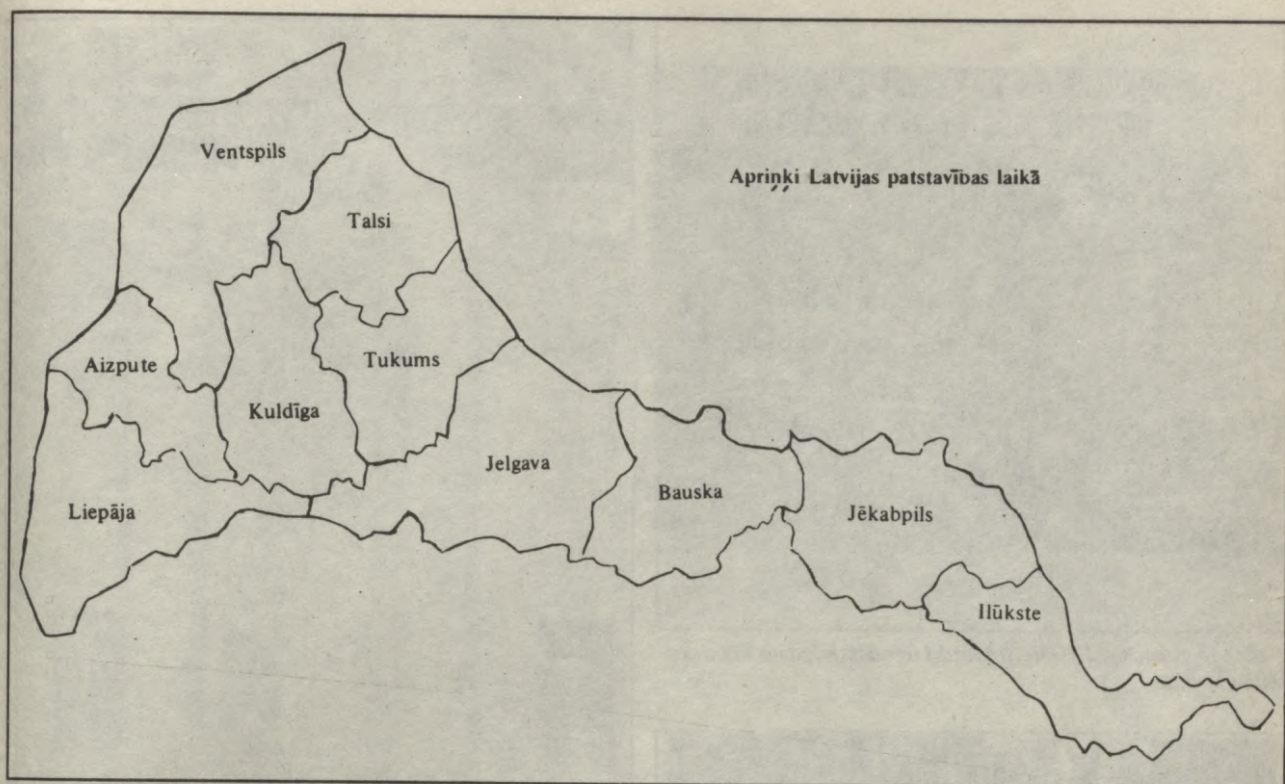 Ventspils
Apriņķi Latvijas patstavības laikā
Talsi
Aizpute
Tukums
Kuldīga
Jelgava
Bauska
Liepāja
Jēkabpils
Ilūkste